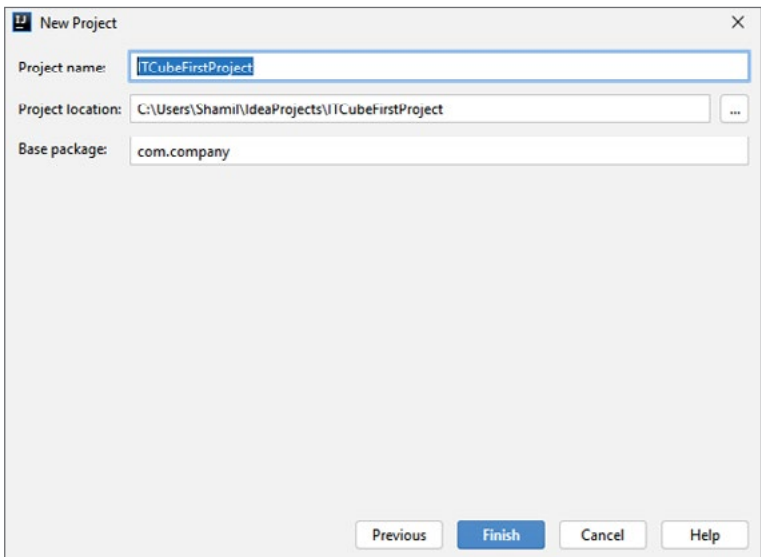 New Project
Project name: ITCubeFirstProject
Project location: C:\Users\Shamil\IdeaProjects\ITCubeFirstProject ...
Base package: com.company
Previous Finish Cancel Help